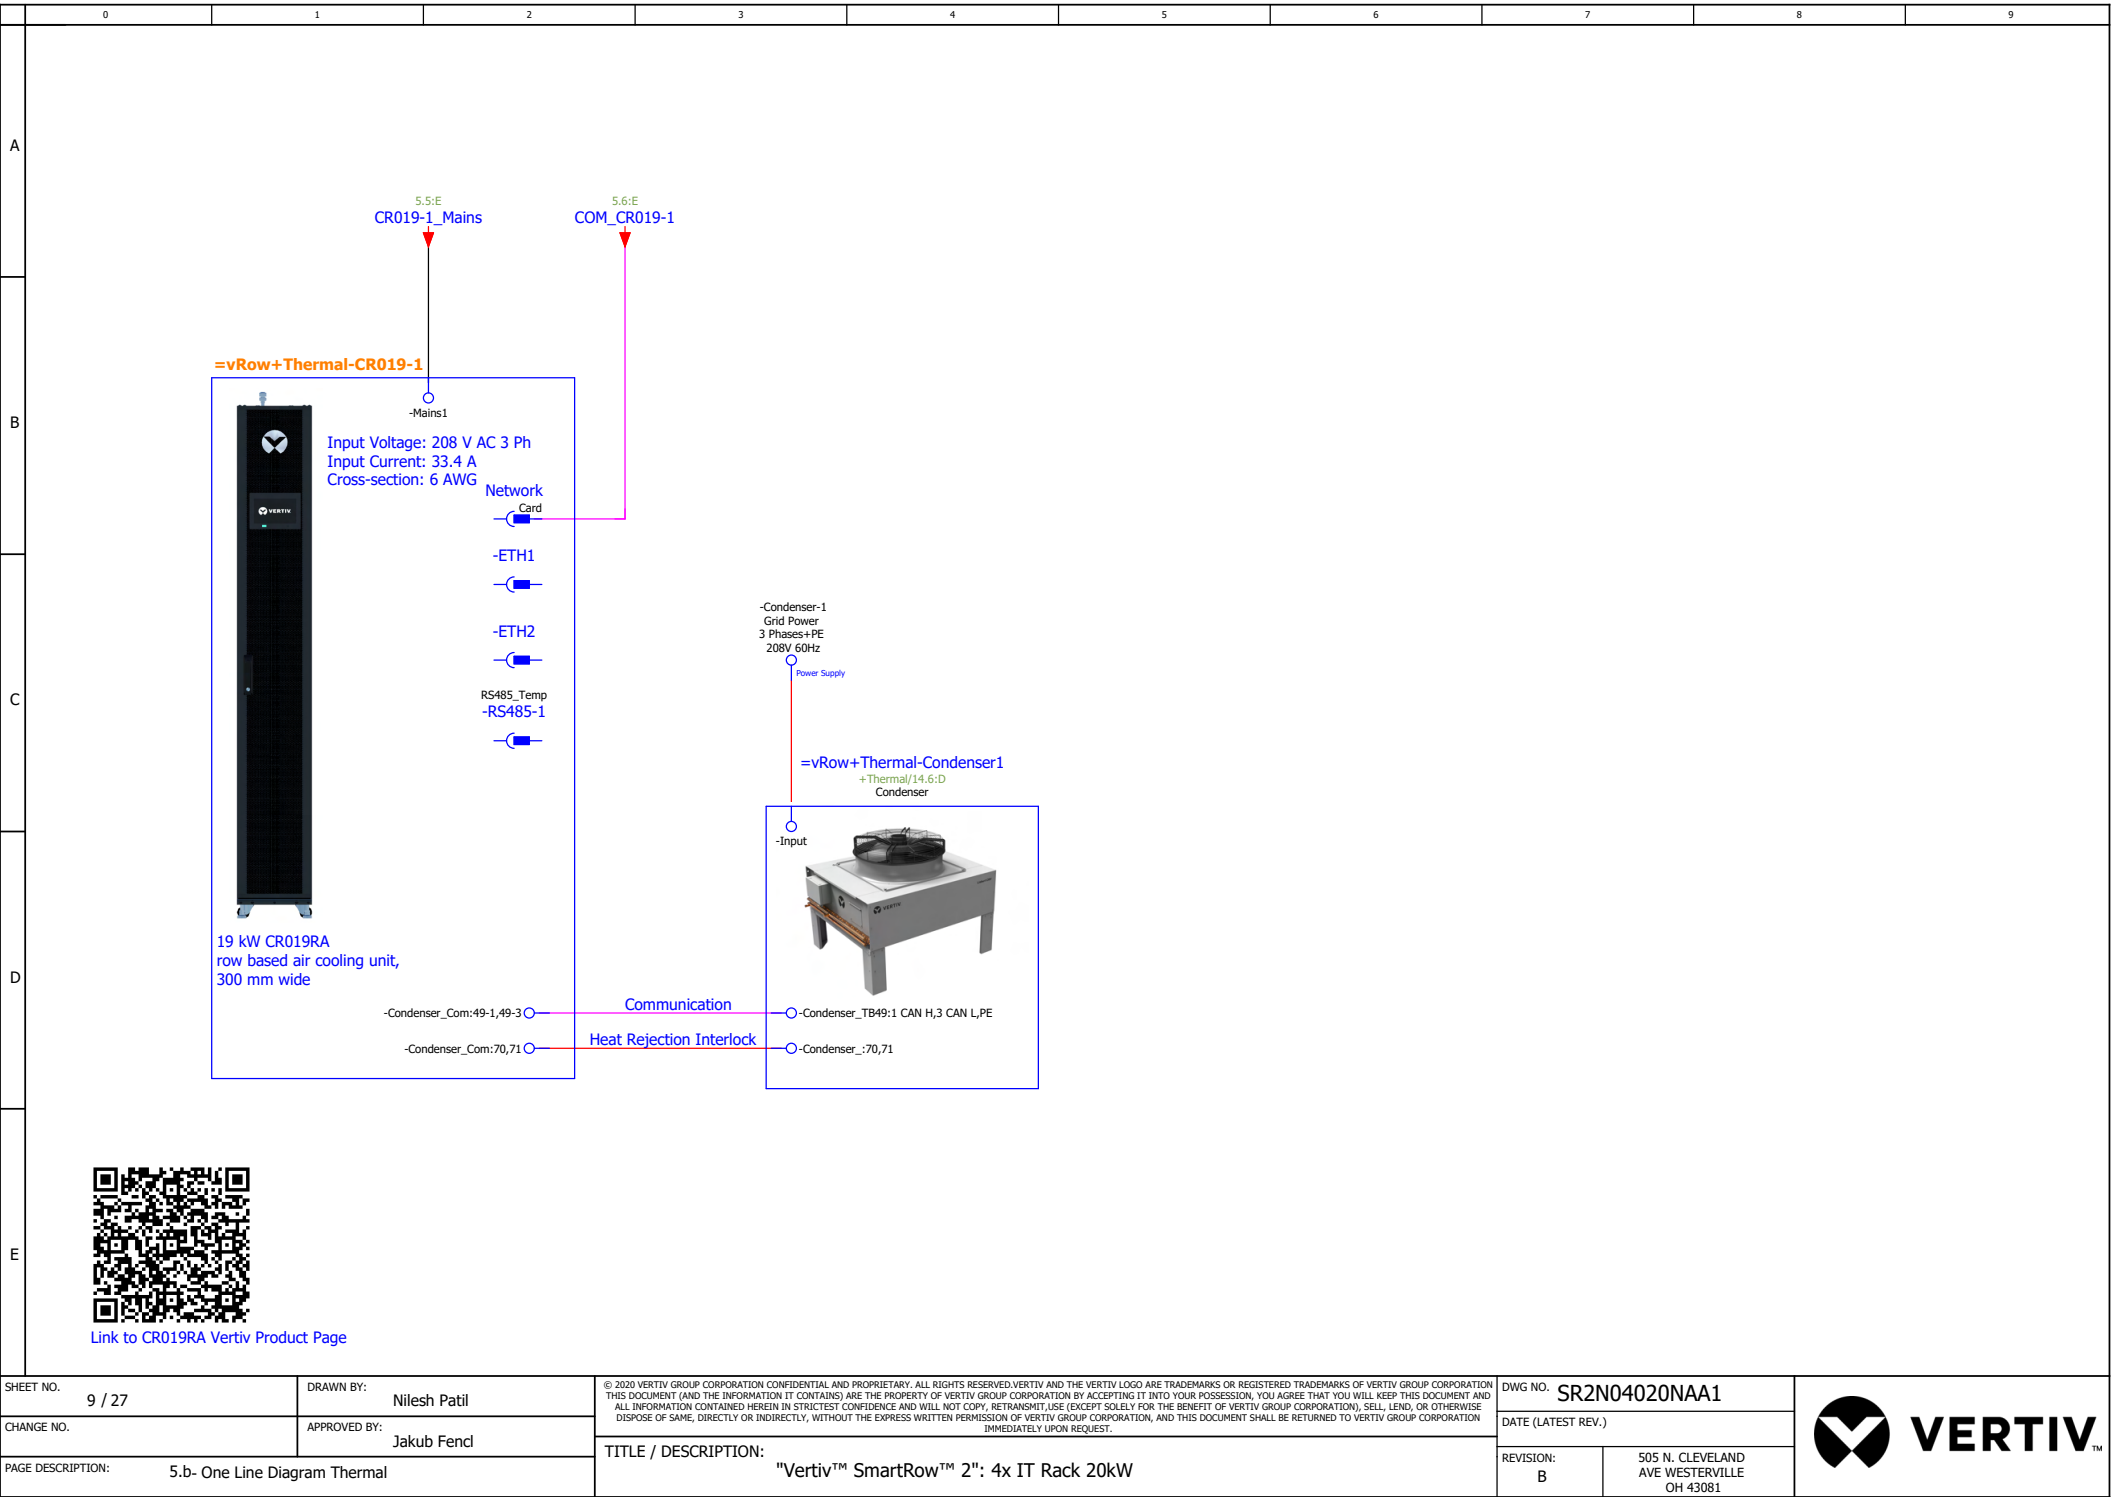 0 1 2 3 4 5 6 7 8 9
A
B
C
D
E
5.5:E
CR019-1_Mains
5.6:E
COM_CR019-1
=vRow+Thermal-CR019-1
-Mains1
Input Voltage: 208 V AC 3 Ph
Input Current: 33.4 A
Cross-section: 6 AWG
Network
Card
-ETH1
-ETH2
RS485_Temp
-RS485-1
VERTIV
19 kW CR019RA
row based air cooling unit,
300 mm wide
-Condenser_Com:49-1,49-3
-Condenser_Com:70,71
Communication
Heat Rejection Interlock
-Condenser-1
Grid Power
3 Phases+PE
208V 60Hz
Power Supply
=vRow+Thermal-Condenser1
+Thermal/14.6:D
Condenser
-Input
VERTIV
-Condenser_TB49:1 CAN H,3 CAN L,PE
-Condenser_:70,71
Link to CR019RA Vertiv Product Page
SHEET NO. 9 / 27
DRAWN BY: Nilesh Patil
CHANGE NO.
APPROVED BY: Jakub Fencl
PAGE DESCRIPTION: 5.b- One Line Diagram Thermal
© 2020 VERTIV GROUP CORPORATION CONFIDENTIAL AND PROPRIETARY. ALL RIGHTS RESERVED.VERTIV AND THE VERTIV LOGO ARE TRADEMARKS OR REGISTERED TRADEMARKS OF VERTIV GROUP CORPORATION
THIS DOCUMENT (AND THE INFORMATION IT CONTAINS) ARE THE PROPERTY OF VERTIV GROUP CORPORATION BY ACCEPTING IT INTO YOUR POSSESSION, YOU AGREE THAT YOU WILL KEEP THIS DOCUMENT AND
ALL INFORMATION CONTAINED HEREIN IN STRICTEST CONFIDENCE AND WILL NOT COPY, RETRANSMIT,USE (EXCEPT SOLELY FOR THE BENEFIT OF VERTIV GROUP CORPORATION), SELL, LEND, OR OTHERWISE
DISPOSE OF SAME, DIRECTLY OR INDIRECTLY, WITHOUT THE EXPRESS WRITTEN PERMISSION OF VERTIV GROUP CORPORATION, AND THIS DOCUMENT SHALL BE RETURNED TO VERTIV GROUP CORPORATION
IMMEDIATELY UPON REQUEST.
TITLE / DESCRIPTION:
"Vertiv™ SmartRow™ 2": 4x IT Rack 20kW
DWG NO. SR2N04020NAA1
DATE (LATEST REV.)
REVISION:
B
505 N. CLEVELAND
AVE WESTERVILLE
OH 43081
VERTIV™